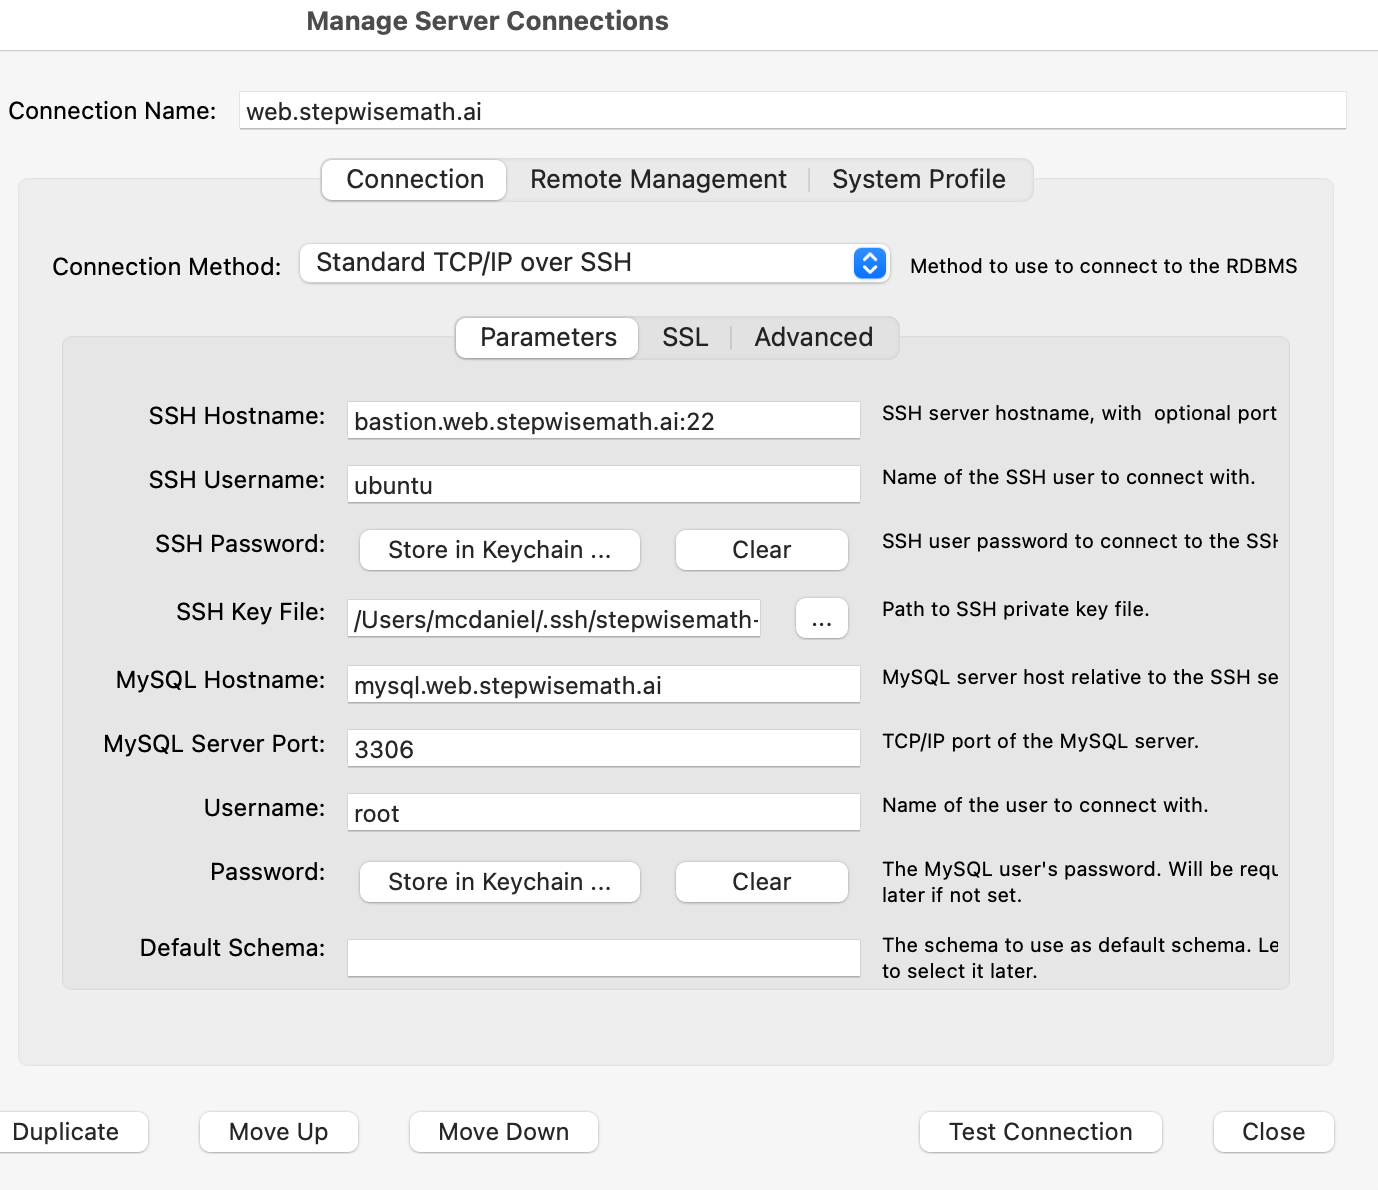 Manage Server Connections
Connection Name: web.stepwisemath.ai
Connection Remote Management System Profile
Connection Method: Standard TCP/IP over SSH Method to use to connect to the RDBMS
Parameters SSL Advanced
SSH Hostname: bastion.web.stepwisemath.ai:22 SSH server hostname, with optional port
SSH Username: ubuntu Name of the SSH user to connect with.
SSH Password: Store in Keychain ... Clear SSH user password to connect to the SSH
SSH Key File: /Users/mcdaniel/.ssh/stepwisemath- ... Path to SSH private key file.
MySQL Hostname: mysql.web.stepwisemath.ai MySQL server host relative to the SSH se
MySQL Server Port: 3306 TCP/IP port of the MySQL server.
Username: root Name of the user to connect with.
Password: Store in Keychain ... Clear The MySQL user's password. Will be requ
later if not set.
Default Schema: The schema to use as default schema. Le
to select it later.
Duplicate Move Up Move Down Test Connection Close